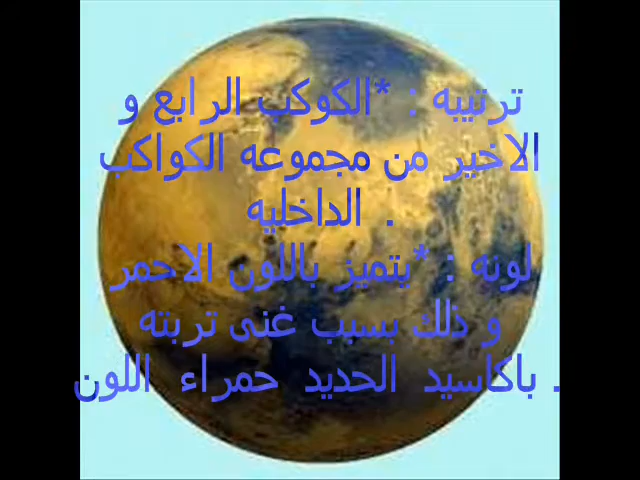 ترتيبه : *الكوكب الرابع و
الاخير من مجموعه الكواكب
الداخليه .
لونه : *يتميز باللون الاحمر
و ذلك بسبب غنى تربته
باكاسيد الحديد حمراء اللون .